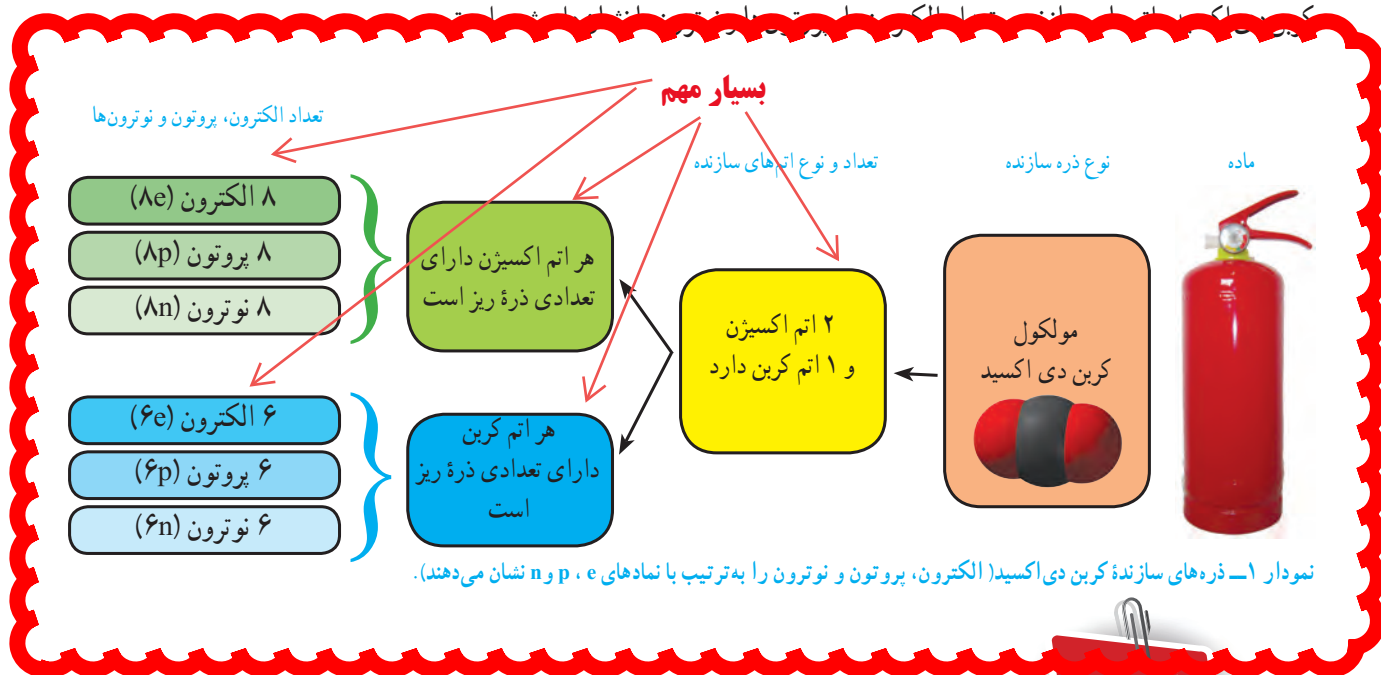 بسیار مهم
ماده
نوع ذره سازنده
تعداد و نوع اتم‌های سازنده
تعداد الکترون، پروتون و نوترون‌ها
مولکول
کربن دی اکسید
۲ اتم اکسیژن
و ۱ اتم کربن دارد
هر اتم اکسیژن دارای
تعدادی ذرهٔ ریز است
۸ الکترون (۸e)
۸ پروتون (۸p)
۸ نوترون (۸n)
هر اتم کربن
دارای تعدادی ذرهٔ ریز
است
۶ الکترون (۶e)
۶ پروتون (۶p)
۶ نوترون (۶n)
نمودار ۱ــ ذره‌های سازندهٔ کربن دی‌اکسید( الکترون، پروتون و نوترون را به‌ترتیب با نمادهای p ، e و n نشان می‌دهند).